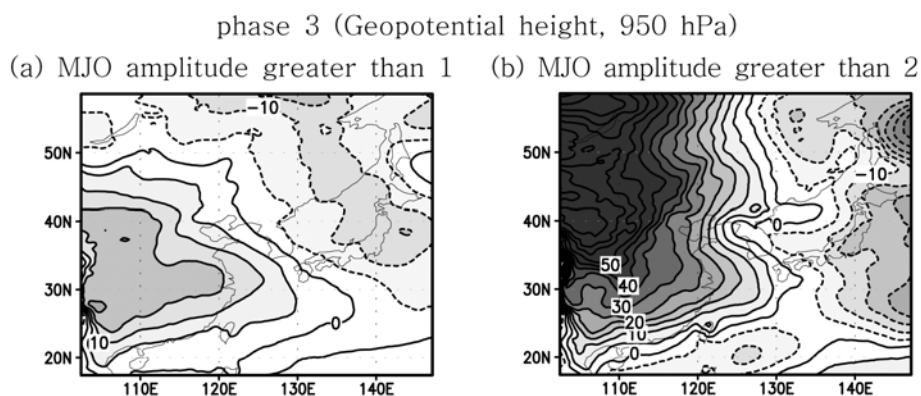 phase 3 (Geopotential height, 950 hPa)
(a) MJO amplitude greater than 1
(b) MJO amplitude greater than 2
-10
50N
40N
30N
20N
0
10
110E
120E
130E
140E
50N
40N
30N
20N
-10
0
50
40
30
20
10
0
110E
120E
130E
140E